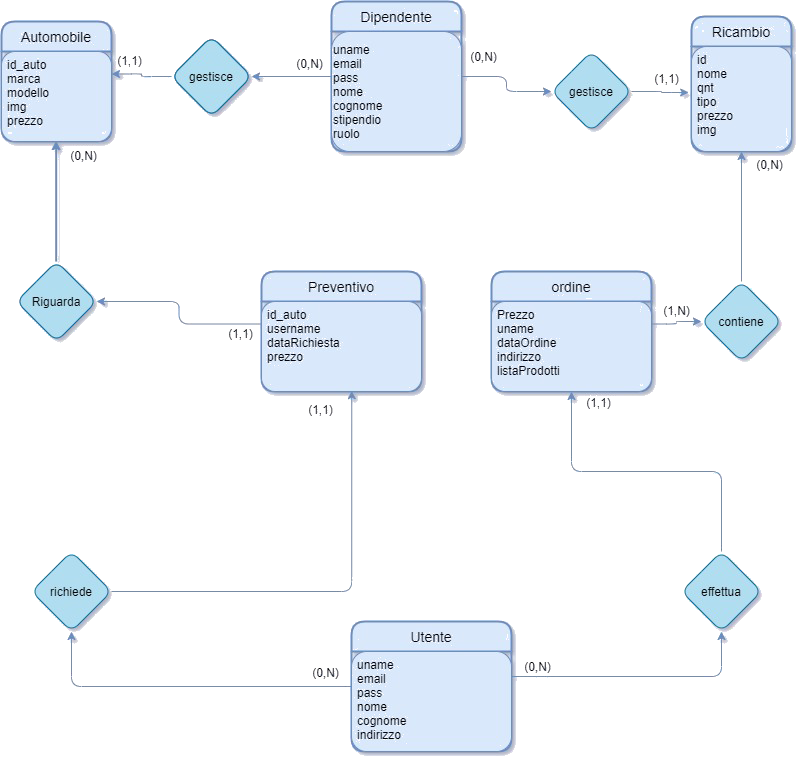 Automobile
id_auto
marca
modello
img
prezzo
(1,1)
gestisce
(0,N)
Dipendente
uname
email
pass
nome
cognome
stipendio
ruolo
(0,N)
gestisce
(1,1)
Ricambio
id
nome
qnt
tipo
prezzo
img
(0,N)
(0,N)
Riguarda
(1,1)
Preventivo
id_auto
username
dataRichiesta
prezzo
(1,1)
ordine
Prezzo
uname
dataOrdine
indirizzo
listaProdotti
(1,N)
contiene
(1,1)
richiede
effettua
(0,N)
Utente
uname
email
pass
nome
cognome
indirizzo
(0,N)